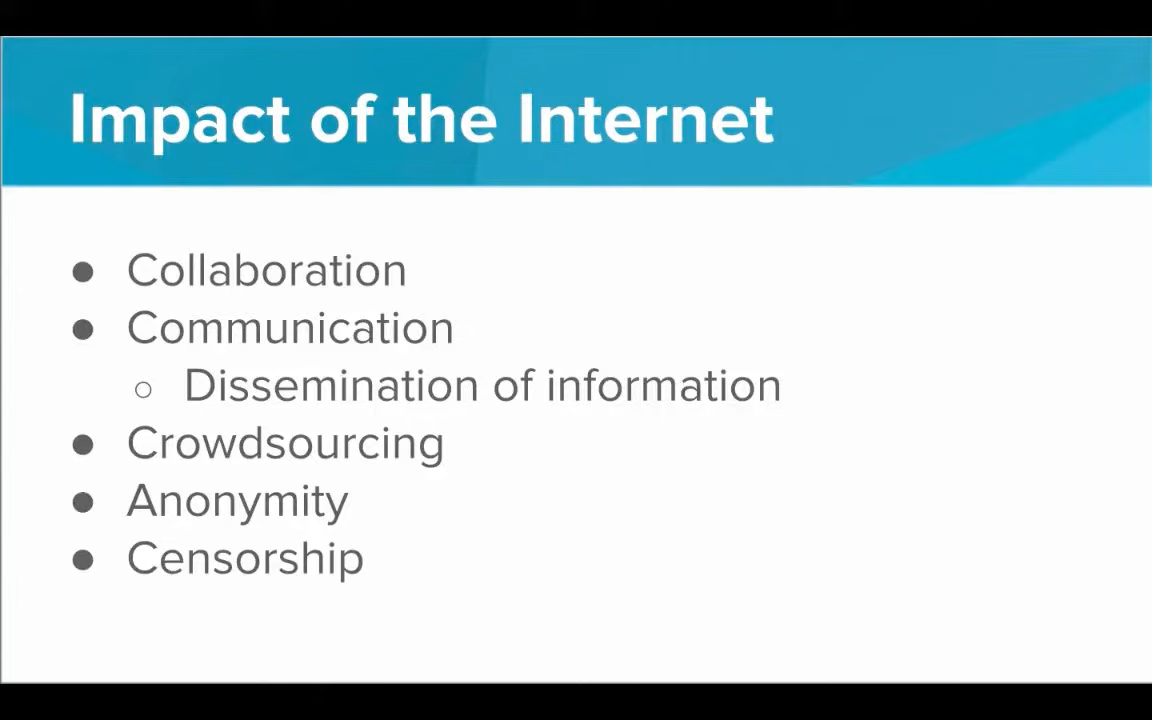 Impact of the Internet
● Collaboration
● Communication
○ Dissemination of information
● Crowdsourcing
● Anonymity
● Censorship